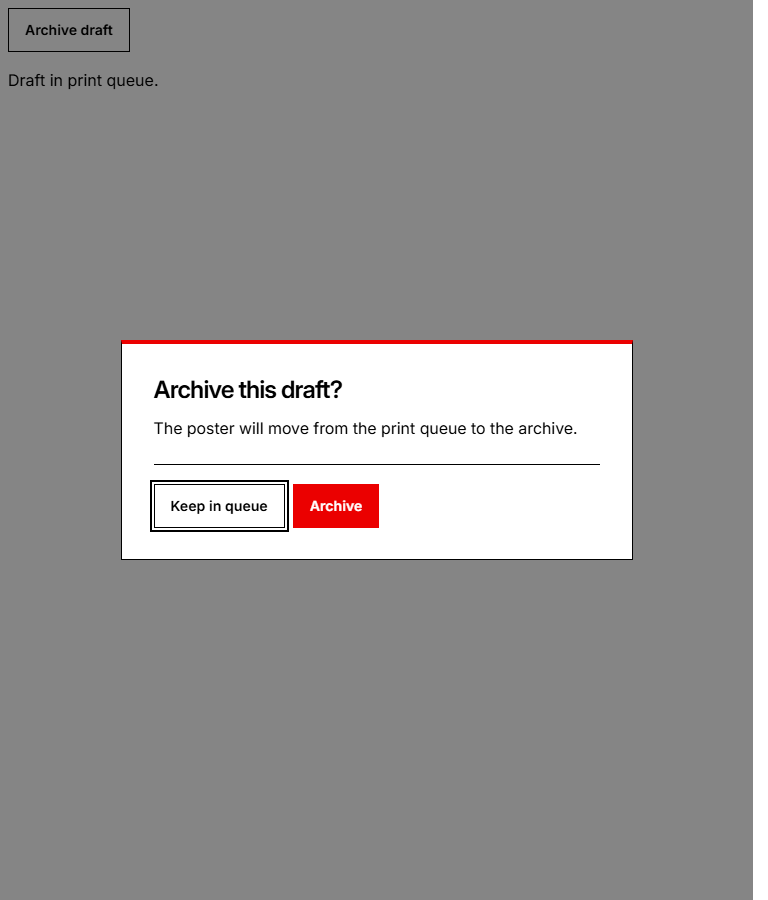 Archive draft
Draft in print queue.
Archive this draft?
The poster will move from the print queue to the archive.
Keep in queue
Archive